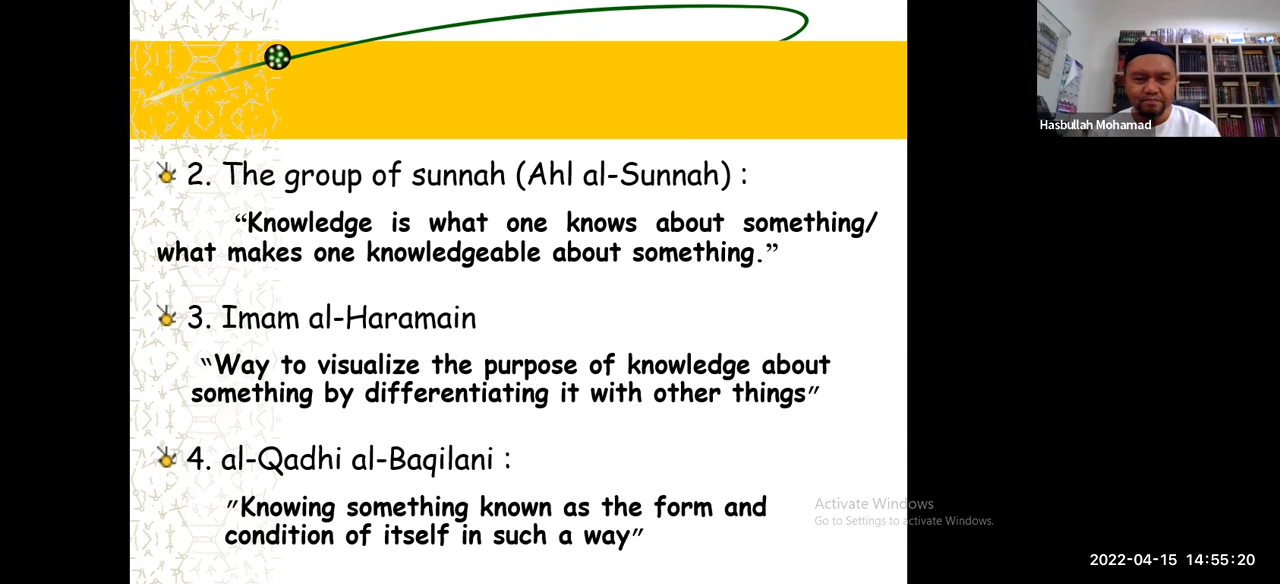 2. The group of sunnah (Ahl al-Sunnah) :
“Knowledge is what one knows about something/
what makes one knowledgeable about something.”
3. Imam al-Haramain
“Way to visualize the purpose of knowledge about
something by differentiating it with other things”
4. al-Qadhi al-Baqilani :
”Knowing something known as the form and
condition of itself in such a way”
Hasbullah Mohamad
Activate Windows
Go to Settings to activate Windows.
2022-04-15 14:55:20